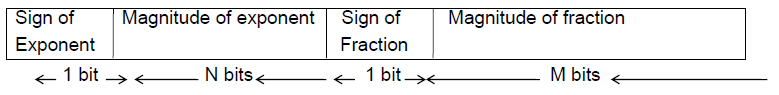 Sign of Exponent
Magnitude of exponent
Sign of Fraction
Magnitude of fraction
1 bit
N bits
1 bit
M bits